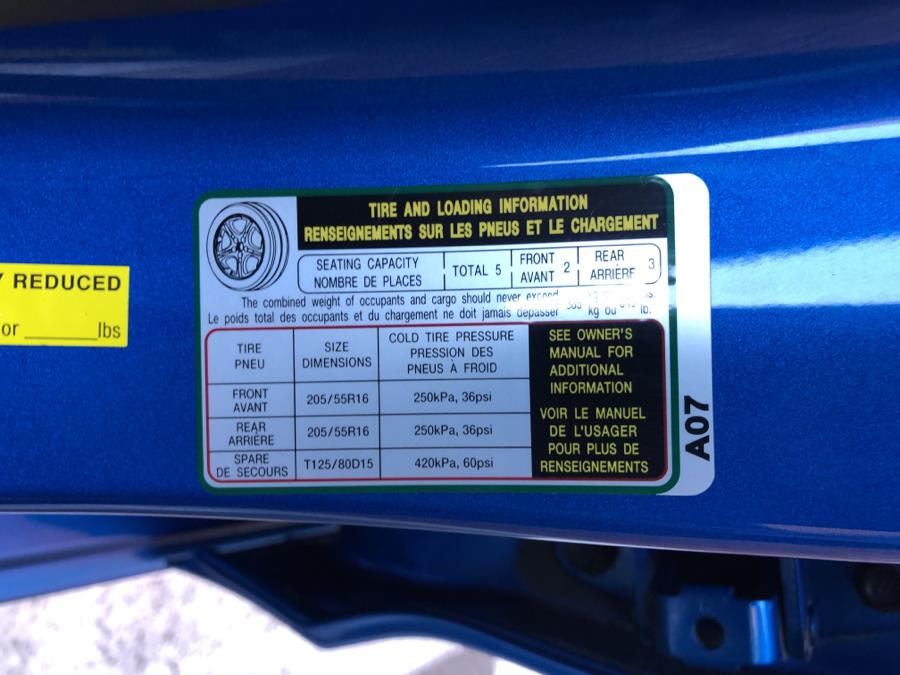 TIRE AND LOADING INFORMATION
RENSEIGNEMENTS SUR LES PNEUS ET LE CHARGEMENT
SEATING CAPACITY
NOMBRE DE PLACES
TOTAL 5
FRONT
AVANT 2
REAR
ARRIÈRE 3
The combined weight of occupants and cargo should never exceed
Le poids total des occupants et du chargement ne doit jamais dépasser kg ou lb.
TIRE
PNEU
SIZE
DIMENSIONS
COLD TIRE PRESSURE
PRESSION DES
PNEUS À FROID
FRONT
AVANT
205/55R16
250kPa, 36psi
REAR
ARRIÈRE
205/55R16
250kPa, 36psi
SPARE
DE SECOURS
T125/80D15
420kPa, 60psi
SEE OWNER'S
MANUAL FOR
ADDITIONAL
INFORMATION
VOIR LE MANUEL
DE L'USAGER
POUR PLUS DE
RENSEIGNEMENTS
A07
REDUCED
or lbs